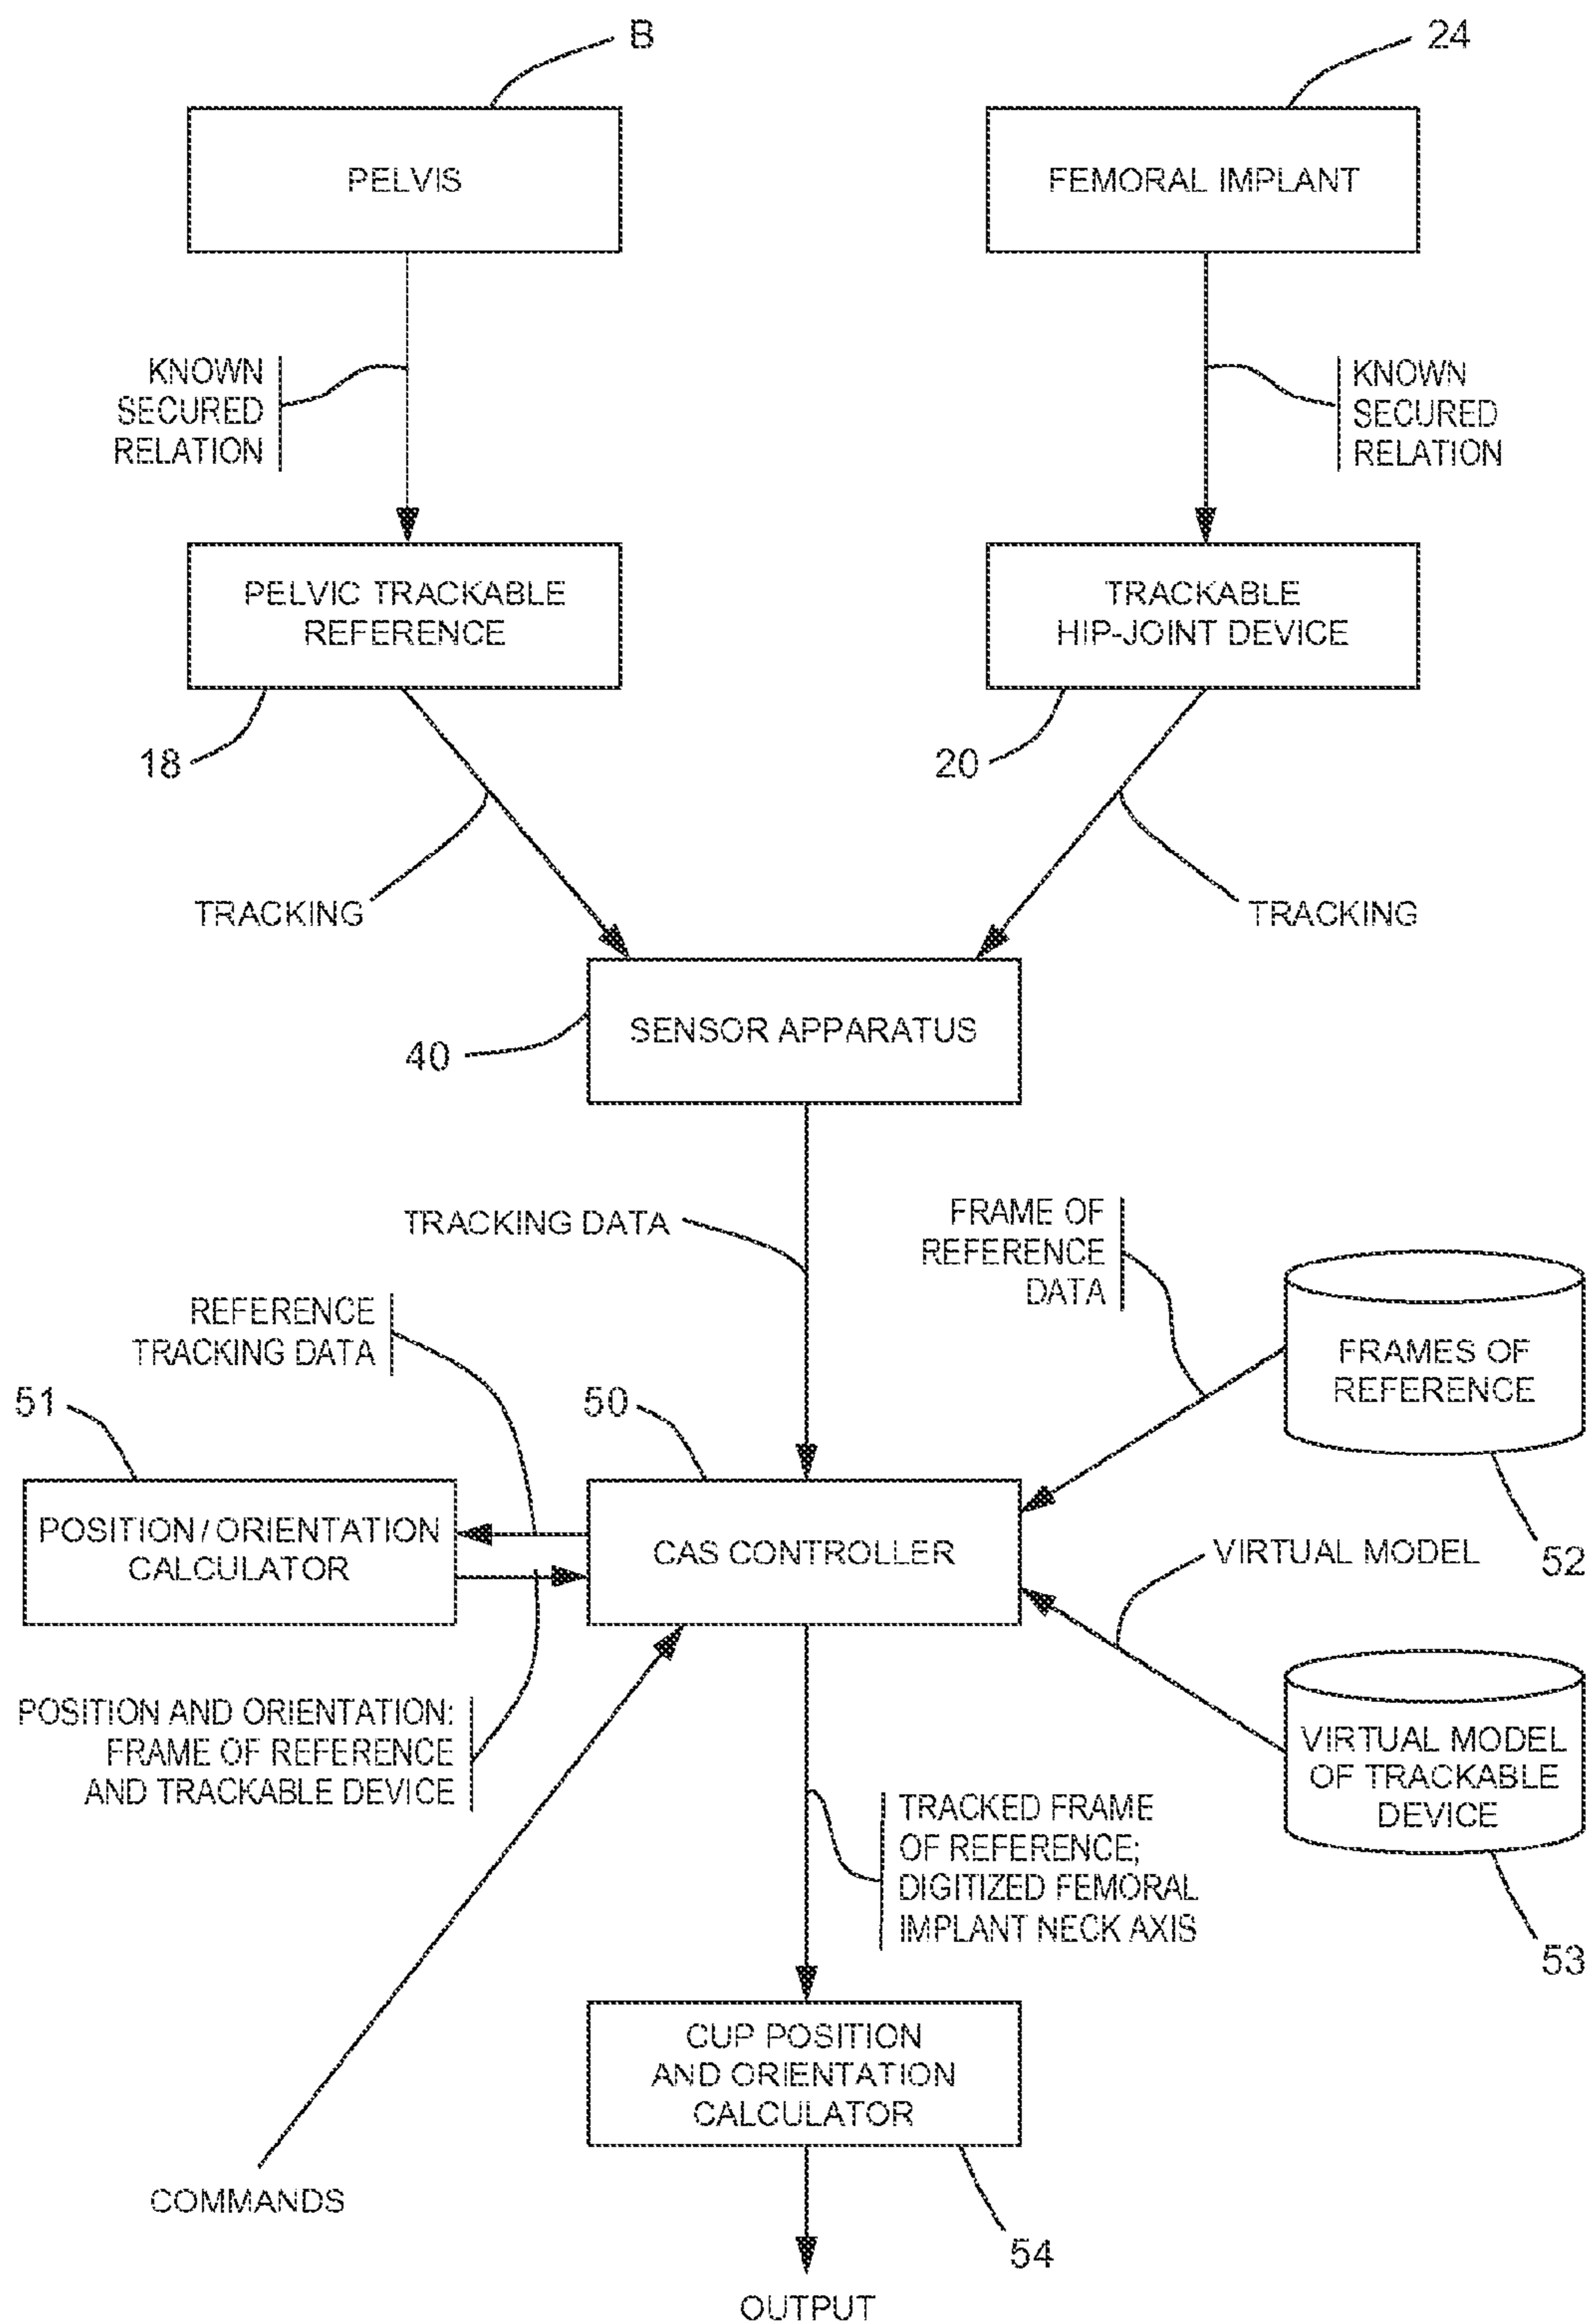 B
24
PELVIS
FEMORAL IMPLANT
KNOWN
SECURED
RELATION
KNOWN
SECURED
RELATION
PELVIC TRACKABLE
REFERENCE
TRACKABLE
HIP-JOINT DEVICE
18
20
TRACKING
TRACKING
SENSOR APPARATUS
40
TRACKING DATA
FRAME OF
REFERENCE
DATA
REFERENCE
TRACKING DATA
FRAMES OF
REFERENCE
51
50
POSITION / ORIENTATION
CALCULATOR
CAS CONTROLLER
VIRTUAL MODEL
52
POSITION AND ORIENTATION:
FRAME OF REFERENCE
AND TRACKABLE DEVICE
VIRTUAL MODEL
OF TRACKABLE
DEVICE
TRACKED FRAME
OF REFERENCE;
DIGITIZED FEMORAL
IMPLANT NECK AXIS
53
CUP POSITION
AND ORIENTATION
CALCULATOR
COMMANDS
54
OUTPUT